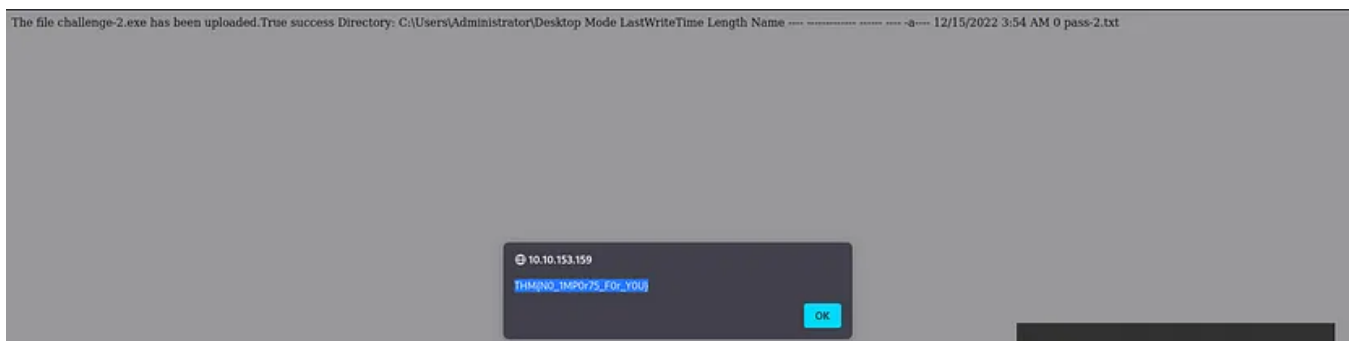 The file challenge-2.exe has been uploaded.True success Directory: C:\Users\Administrator\Desktop Mode LastWriteTime Length Name ---- ------------- ------ ---- -a---- 12/15/2022 3:54 AM 0 pass-2.txt
10.10.153.159
THM{N0_1MP0r7S_F0r_Y0U}
OK